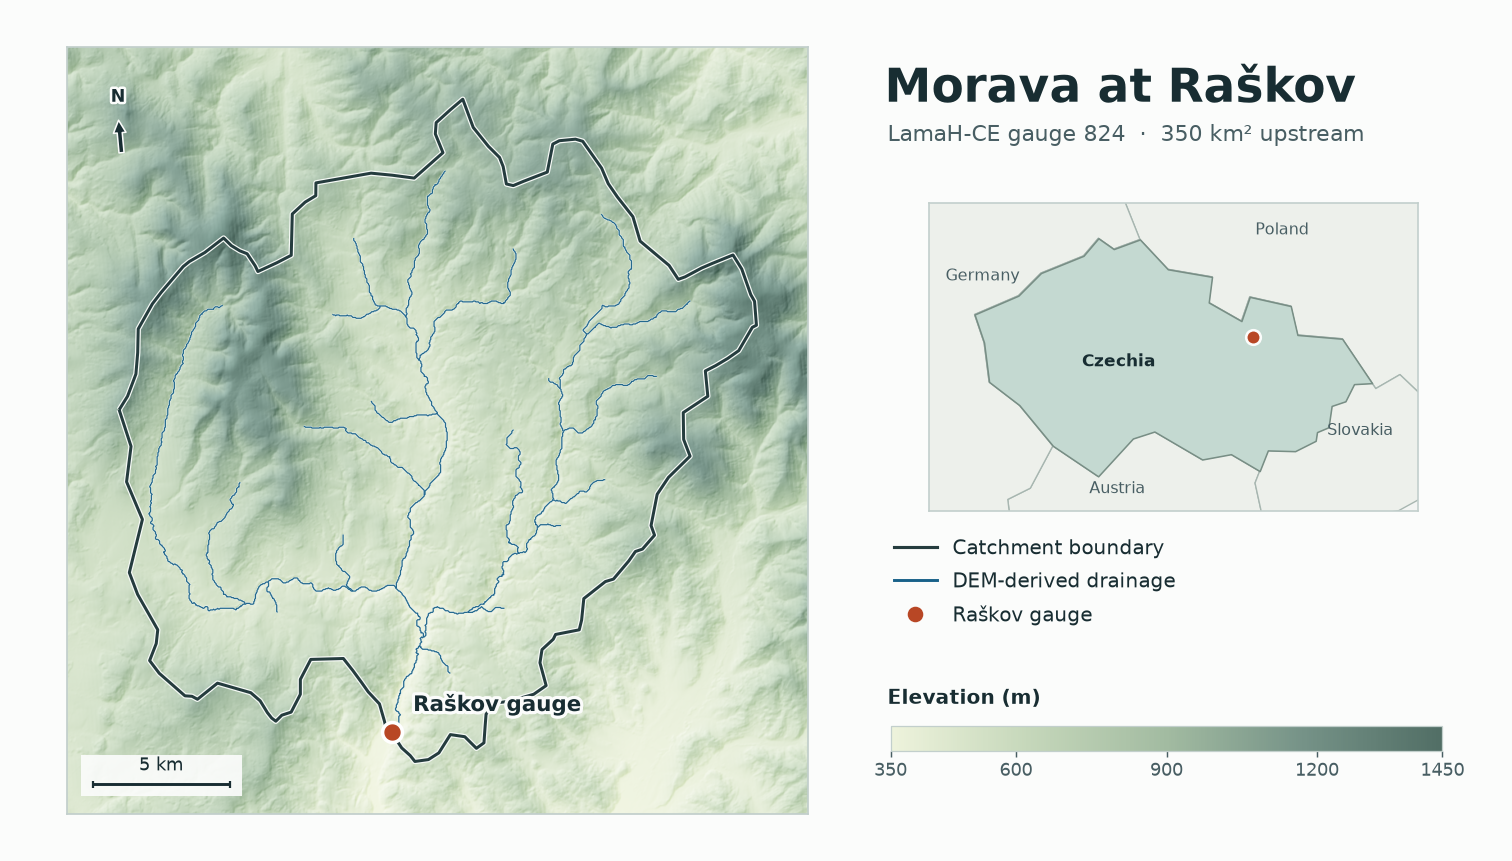 N
Raškov gauge
5 km
Morava at Raškov
LamaH-CE gauge 824 · 350 km² upstream
Poland
Germany
Czechia
Slovakia
Austria
Catchment boundary
DEM-derived drainage
Raškov gauge
Elevation (m)
350 600 900 1200 1450